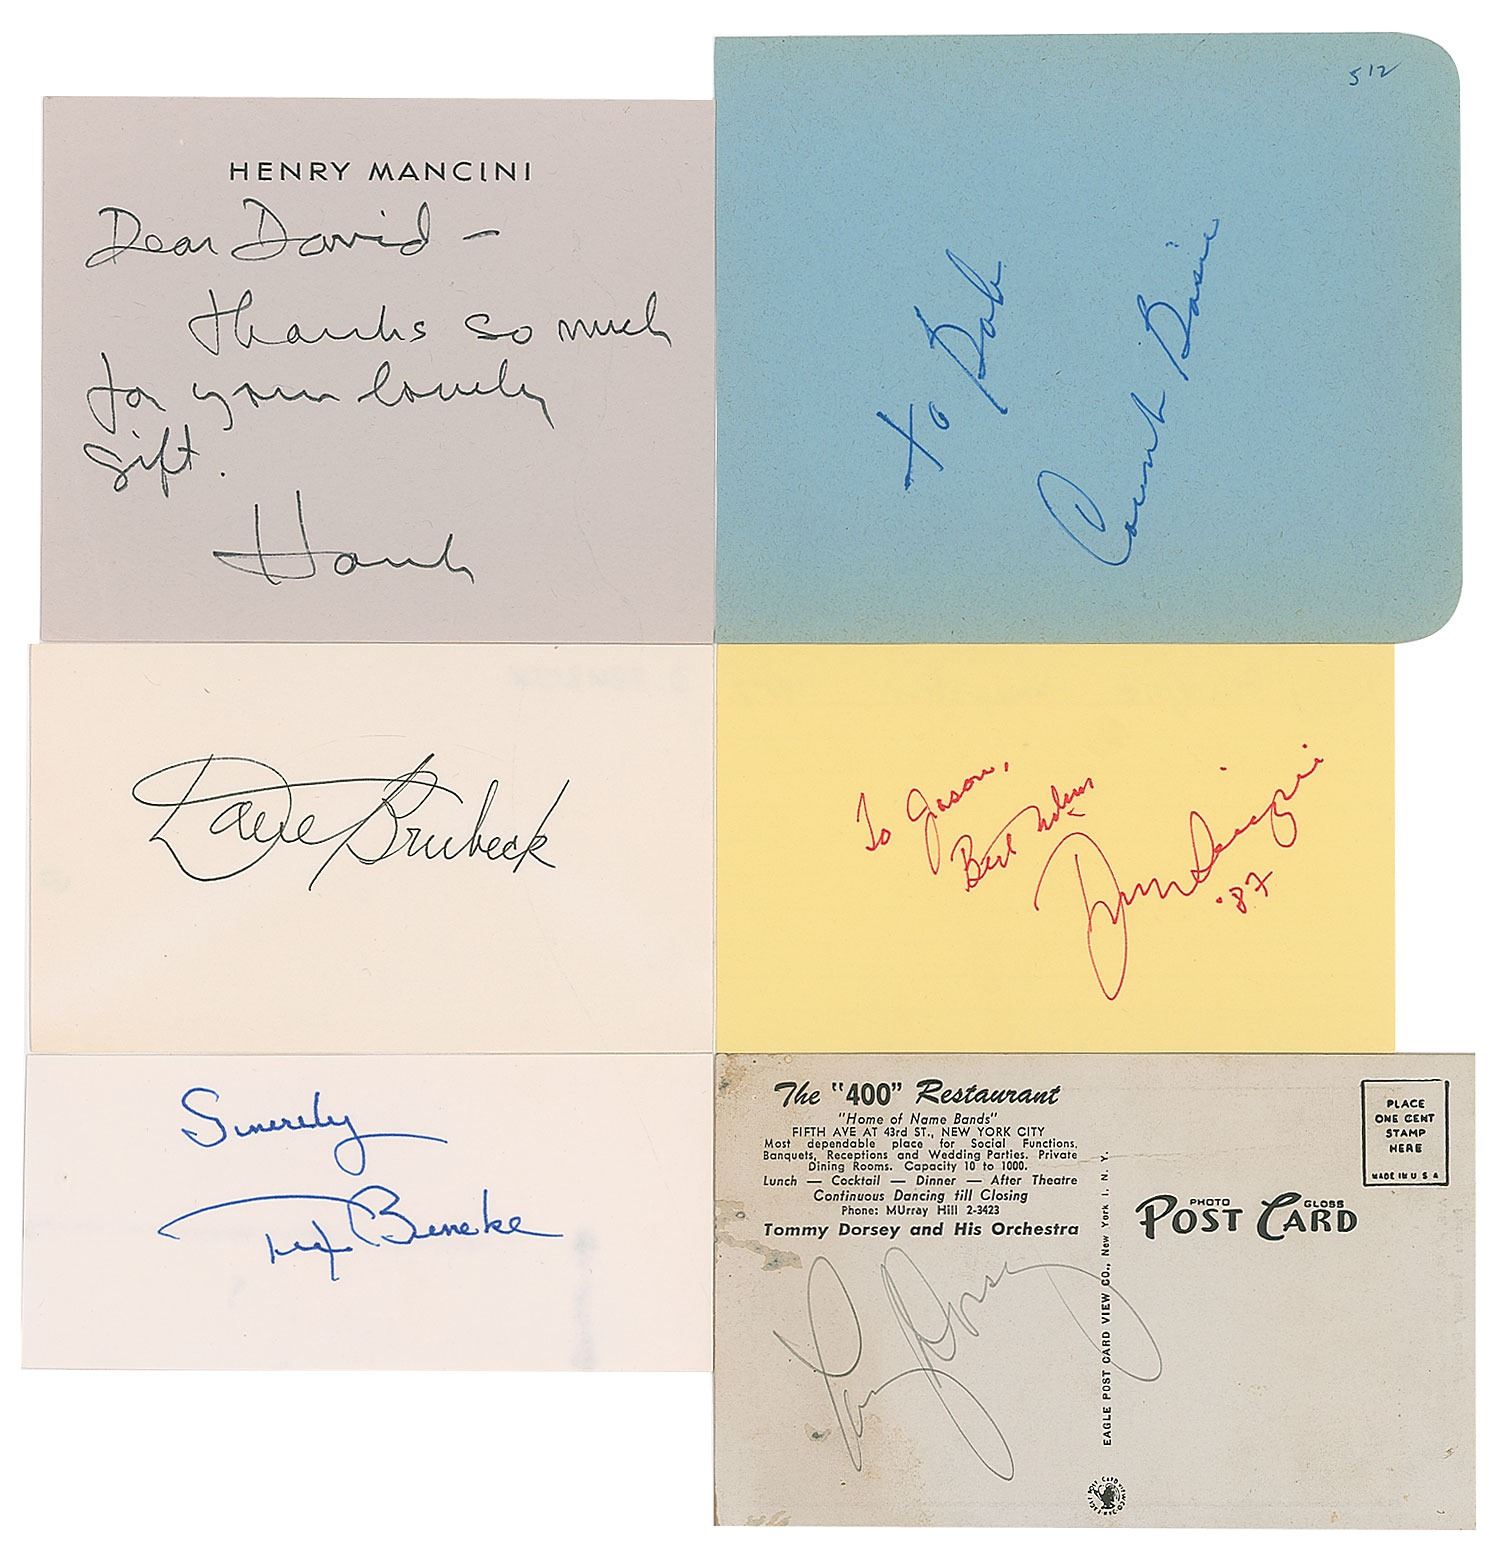 HENRY MANCINI
Dear David –
thanks so much
for your lovely
gift.
Hank
512
to Bob
Count Basie
Dave Brubeck
To Jason,
Best Wishes
'87
Sincerely
Tex Beneke
The "400" Restaurant
"Home of Name Bands"
FIFTH AVE AT 43rd ST., NEW YORK CITY
Most dependable place for Social Functions,
Banquets, Receptions and Wedding Parties. Private
Dining Rooms. Capacity 10 to 1000.
Lunch — Cocktail — Dinner — After Theatre
Continuous Dancing till Closing
Phone: MUrray Hill 2-3423
Tommy Dorsey and His Orchestra
Tommy Dorsey
EAGLE POST CARD VIEW CO., New York 1, N. Y.
PHOTO GLOSS
POST CARD
PLACE
ONE CENT
STAMP
HERE
MADE IN U S A